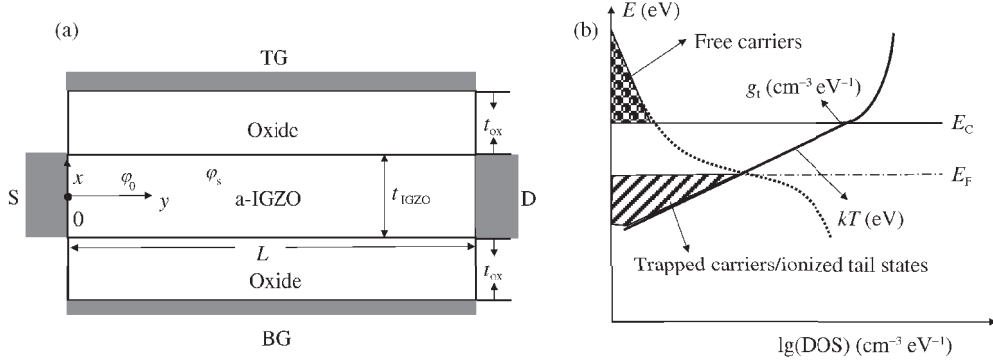 (a)
TG
Oxide
t_ox
S
x
φ_0
φ_s
y
0
a-IGZO
t_IGZO
D
L
Oxide
t_ox
BG
(b)
E (eV)
Free carriers
g_t (cm⁻³ eV⁻¹)
E_C
E_F
kT (eV)
Trapped carriers/ionized tail states
lg(DOS) (cm⁻³ eV⁻¹)